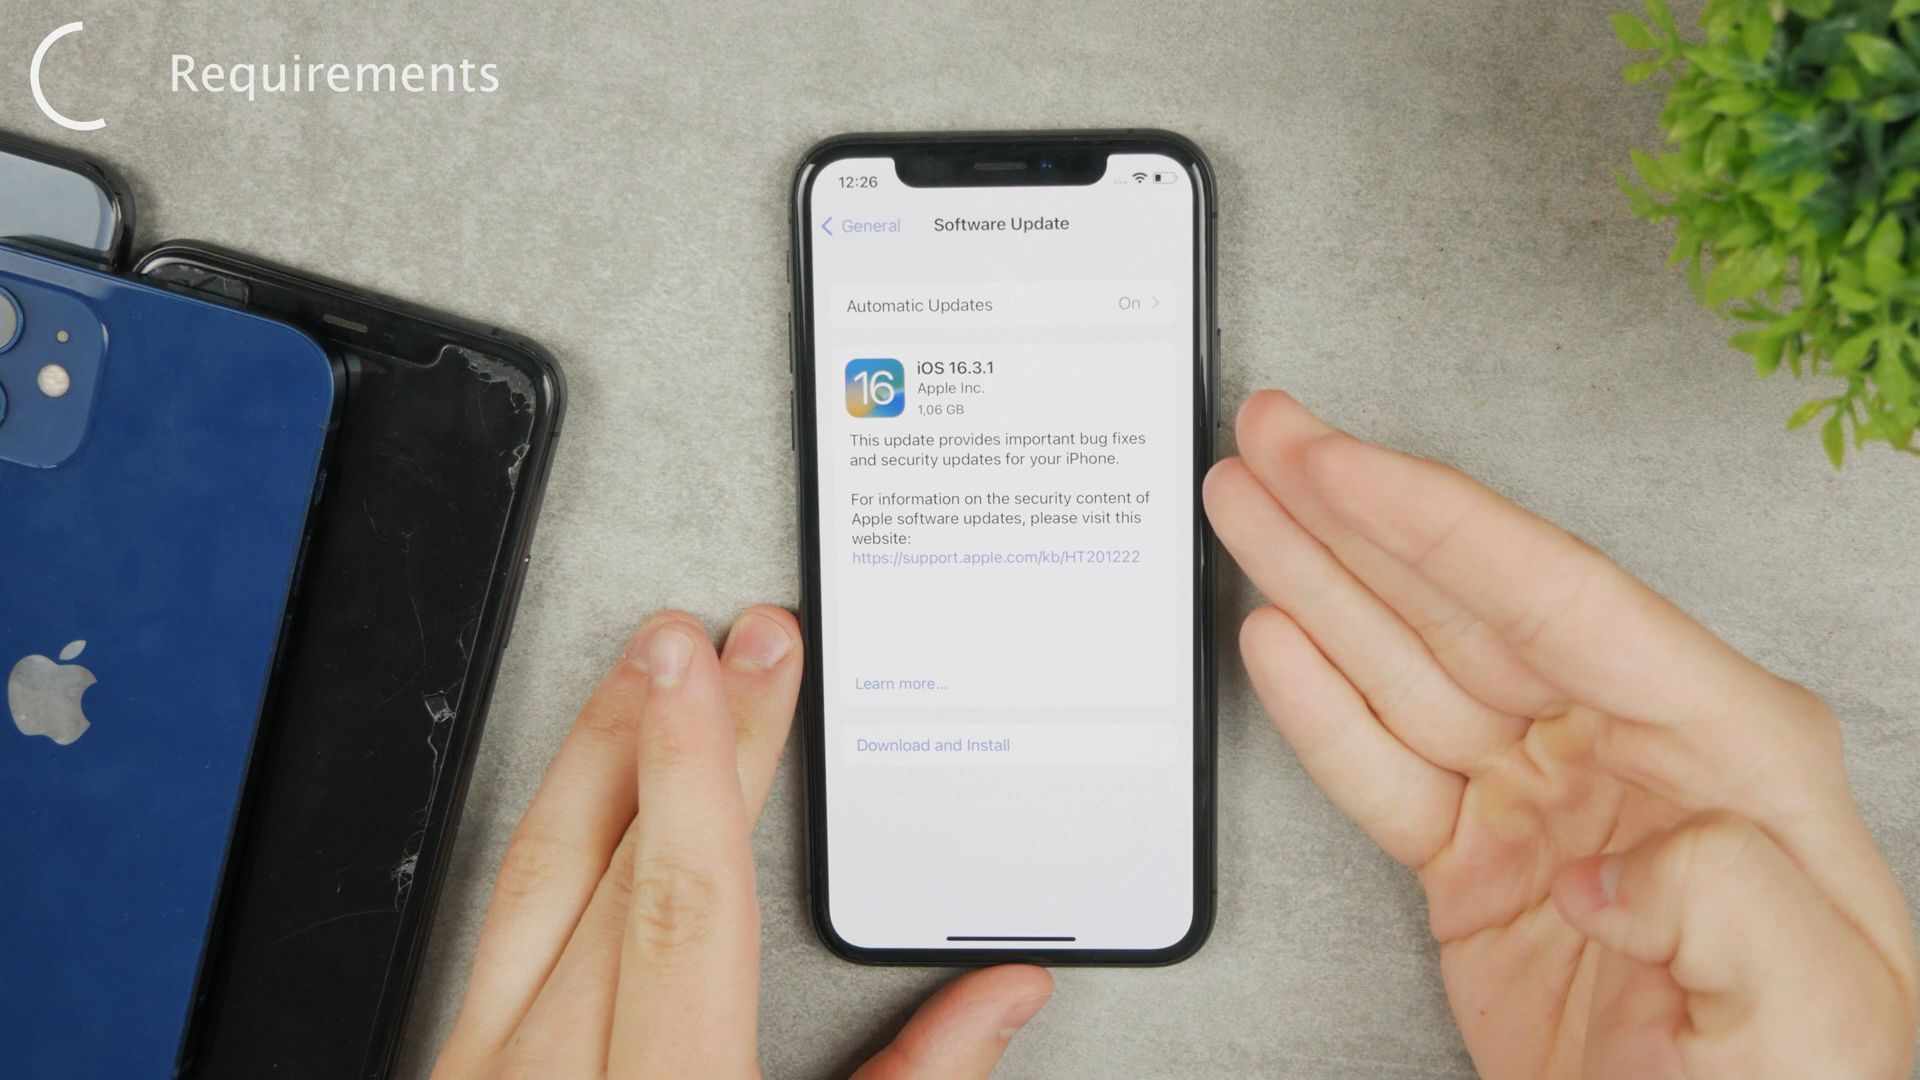 Requirements
12:26
General
Software Update
Automatic Updates
On
16
iOS 16.3.1
Apple Inc.
1,06 GB
This update provides important bug fixes
and security updates for your iPhone.
For information on the security content of
Apple software updates, please visit this
website:
https://support.apple.com/kb/HT201222
Learn more...
Download and Install